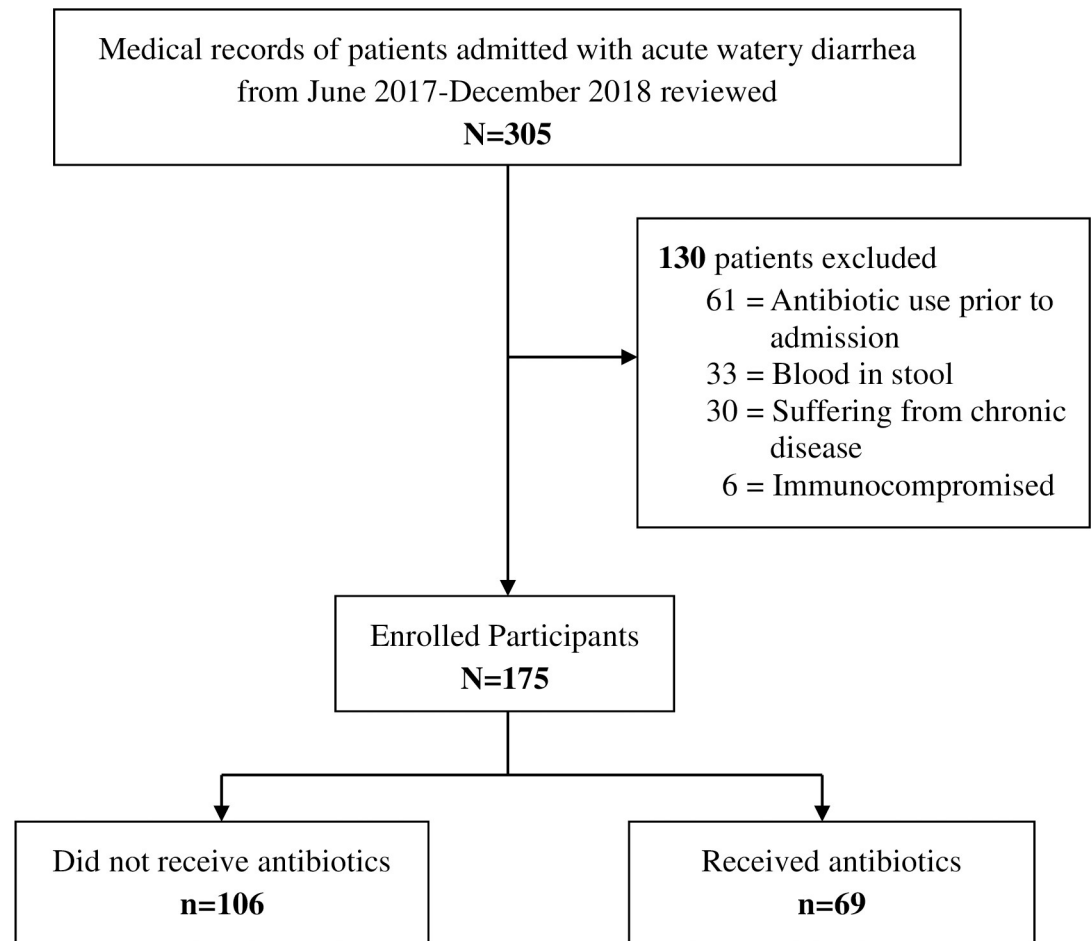 Medical records of patients admitted with acute watery diarrhea
from June 2017-December 2018 reviewed
N=305
130 patients excluded
61 = Antibiotic use prior to
admission
33 = Blood in stool
30 = Suffering from chronic
disease
6 = Immunocompromised
Enrolled Participants
N=175
Did not receive antibiotics
n=106
Received antibiotics
n=69